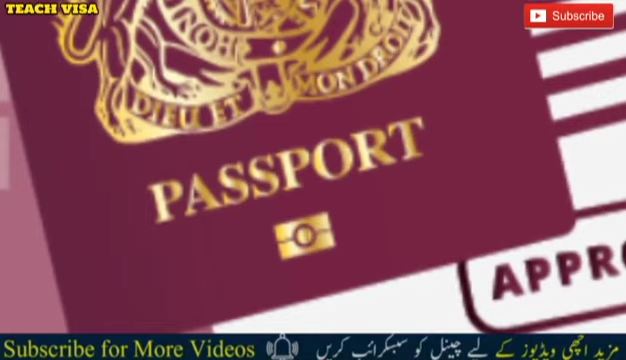 TEACH VISA
Subscribe
DIEU ET MON DROIT
PASSPORT
APPRO
Subscribe for More Videos
مزید اچھی ویڈیوز کے لیے چینل کو سبسکرائب کریں